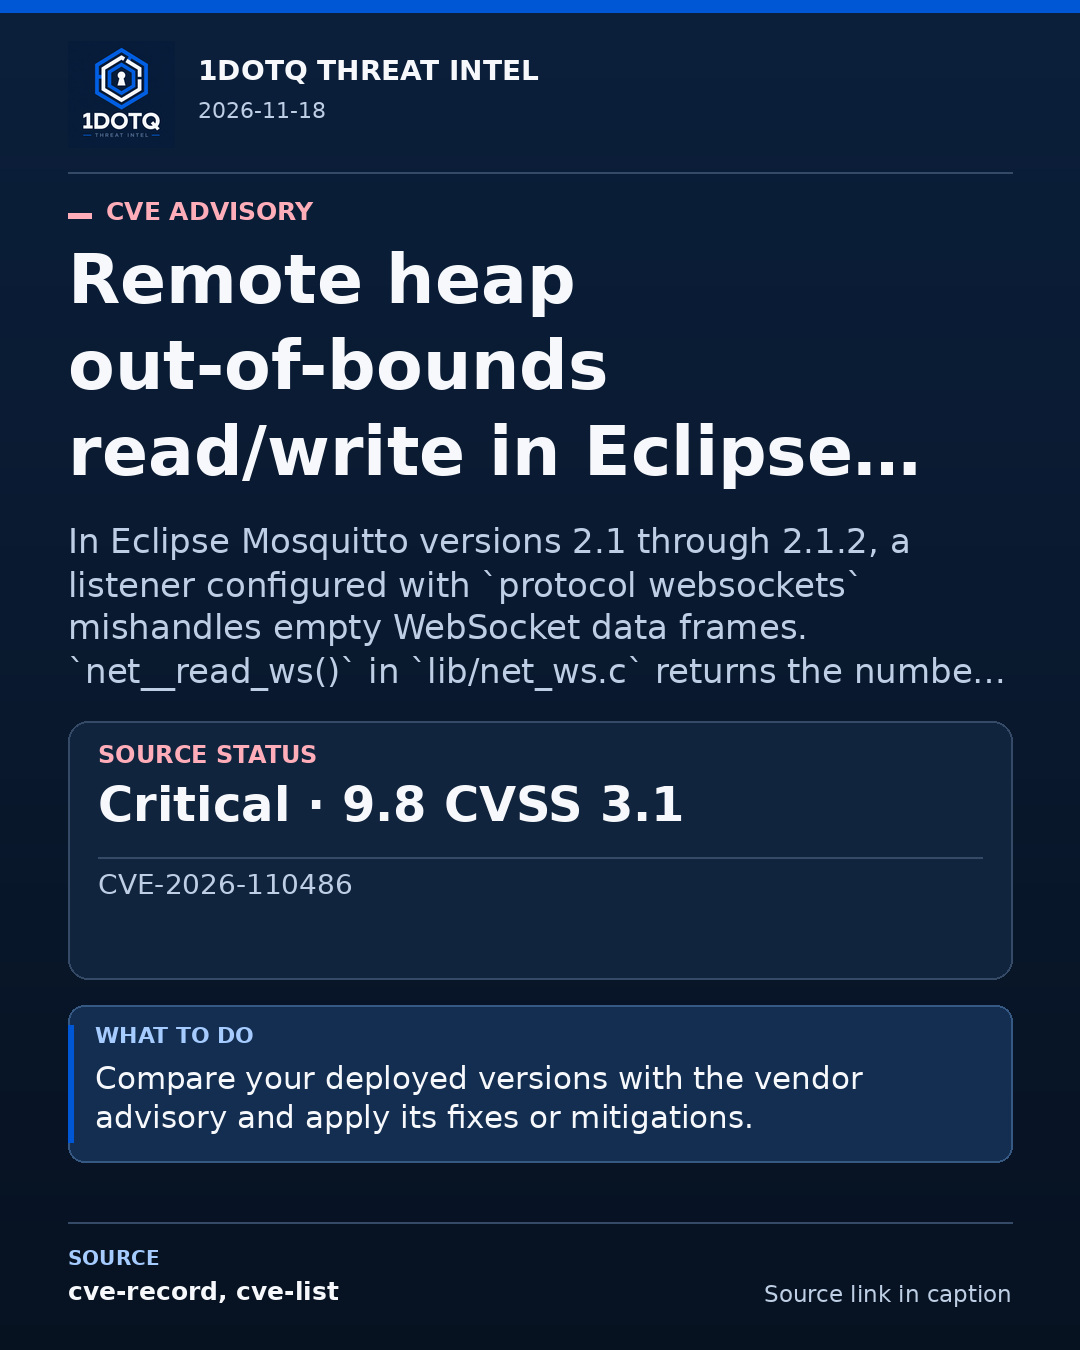 1DOTQ
THREAT INTEL
1DOTQ THREAT INTEL
2026-11-18
CVE ADVISORY
Remote heap
out-of-bounds
read/write in Eclipse…
In Eclipse Mosquitto versions 2.1 through 2.1.2, a
listener configured with `protocol websockets`
mishandles empty WebSocket data frames.
`net__read_ws()` in `lib/net_ws.c` returns the numbe…
SOURCE STATUS
Critical · 9.8 CVSS 3.1
CVE-2026-110486
WHAT TO DO
Compare your deployed versions with the vendor
advisory and apply its fixes or mitigations.
SOURCE
cve-record, cve-list
Source link in caption